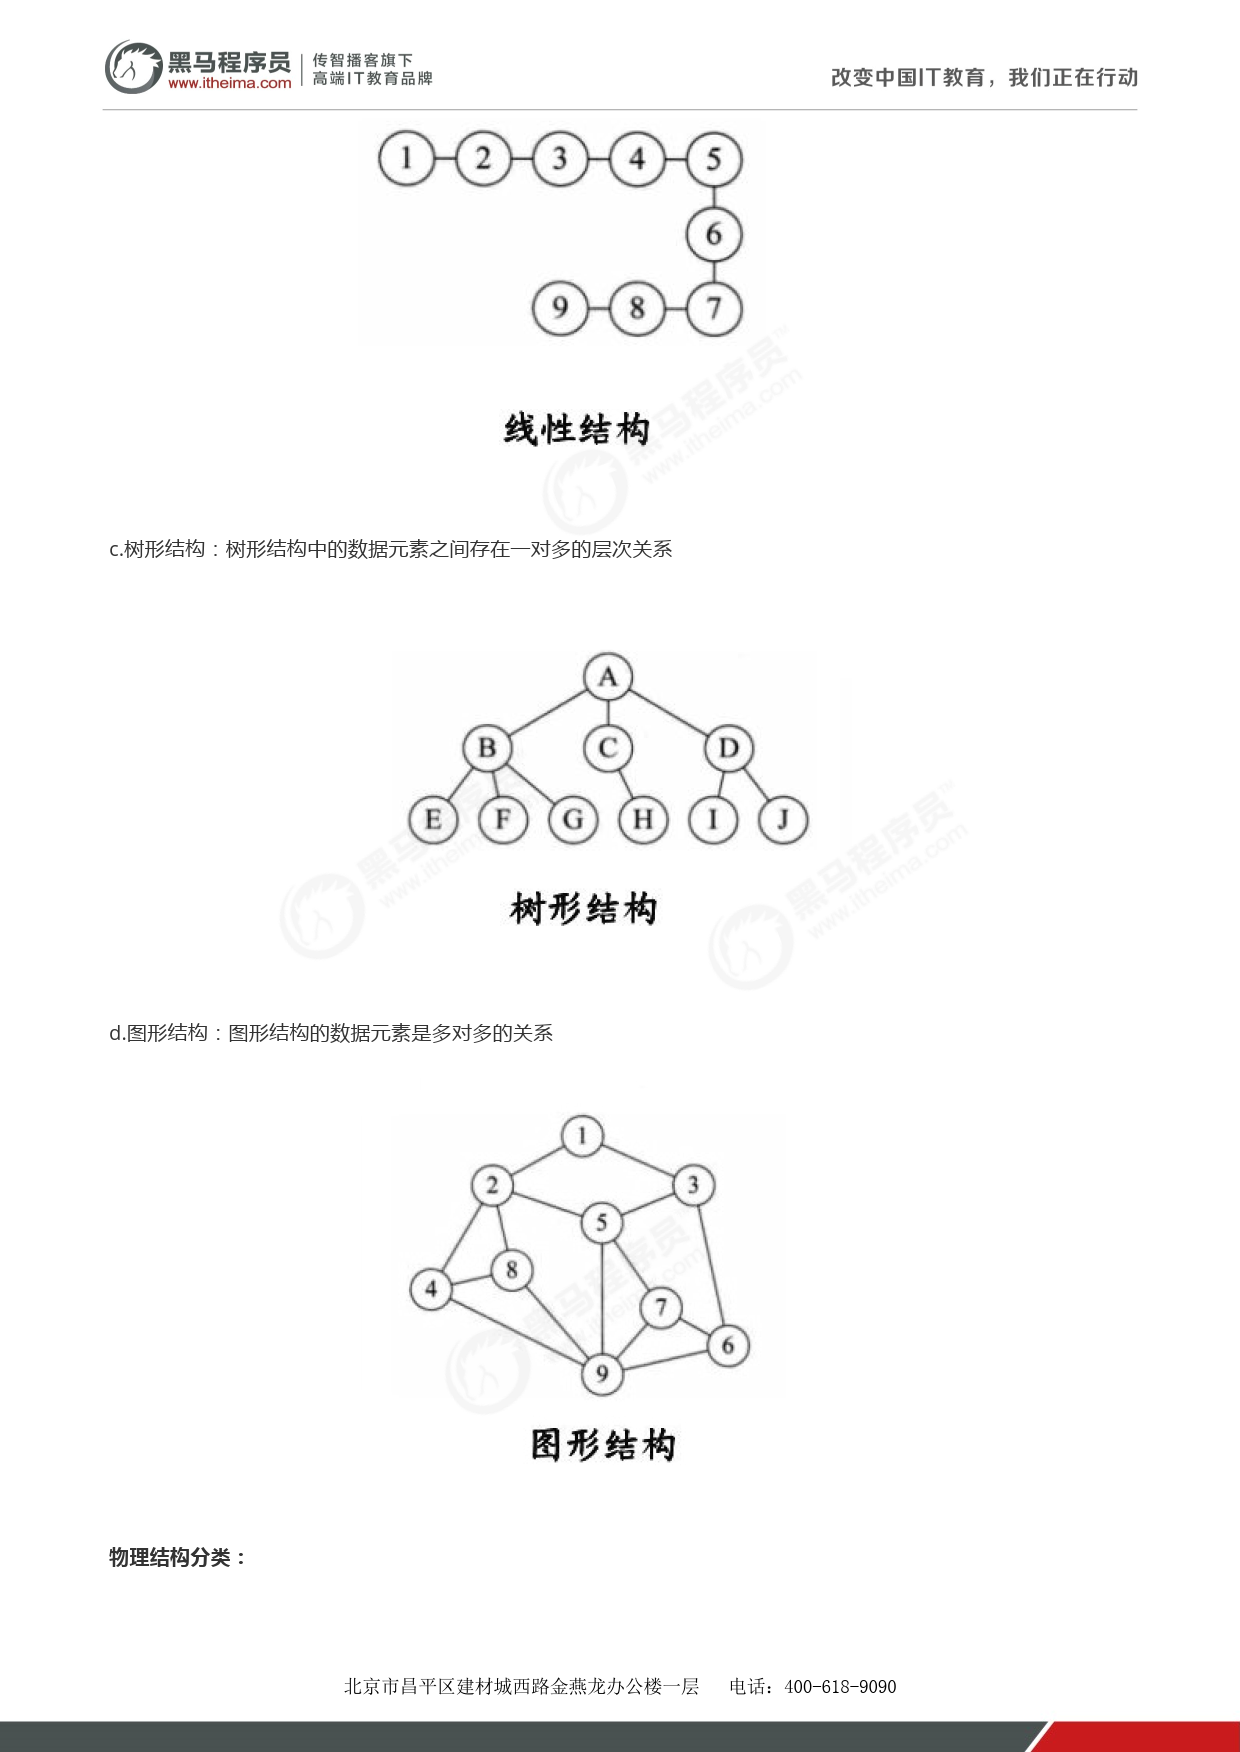 黑马程序员
www.itheima.com
传智播客旗下
高端IT教育品牌
改变中国IT教育，我们正在行动
1 2 3 4 5
6
9 8 7
线性结构
c.树形结构：树形结构中的数据元素之间存在一对多的层次关系
A
B C D
E F G H I J
树形结构
d.图形结构：图形结构的数据元素是多对多的关系
1
2 3
5
8
4
7
6
9
图形结构
物理结构分类：
北京市昌平区建材城西路金燕龙办公楼一层 电话：400-618-9090